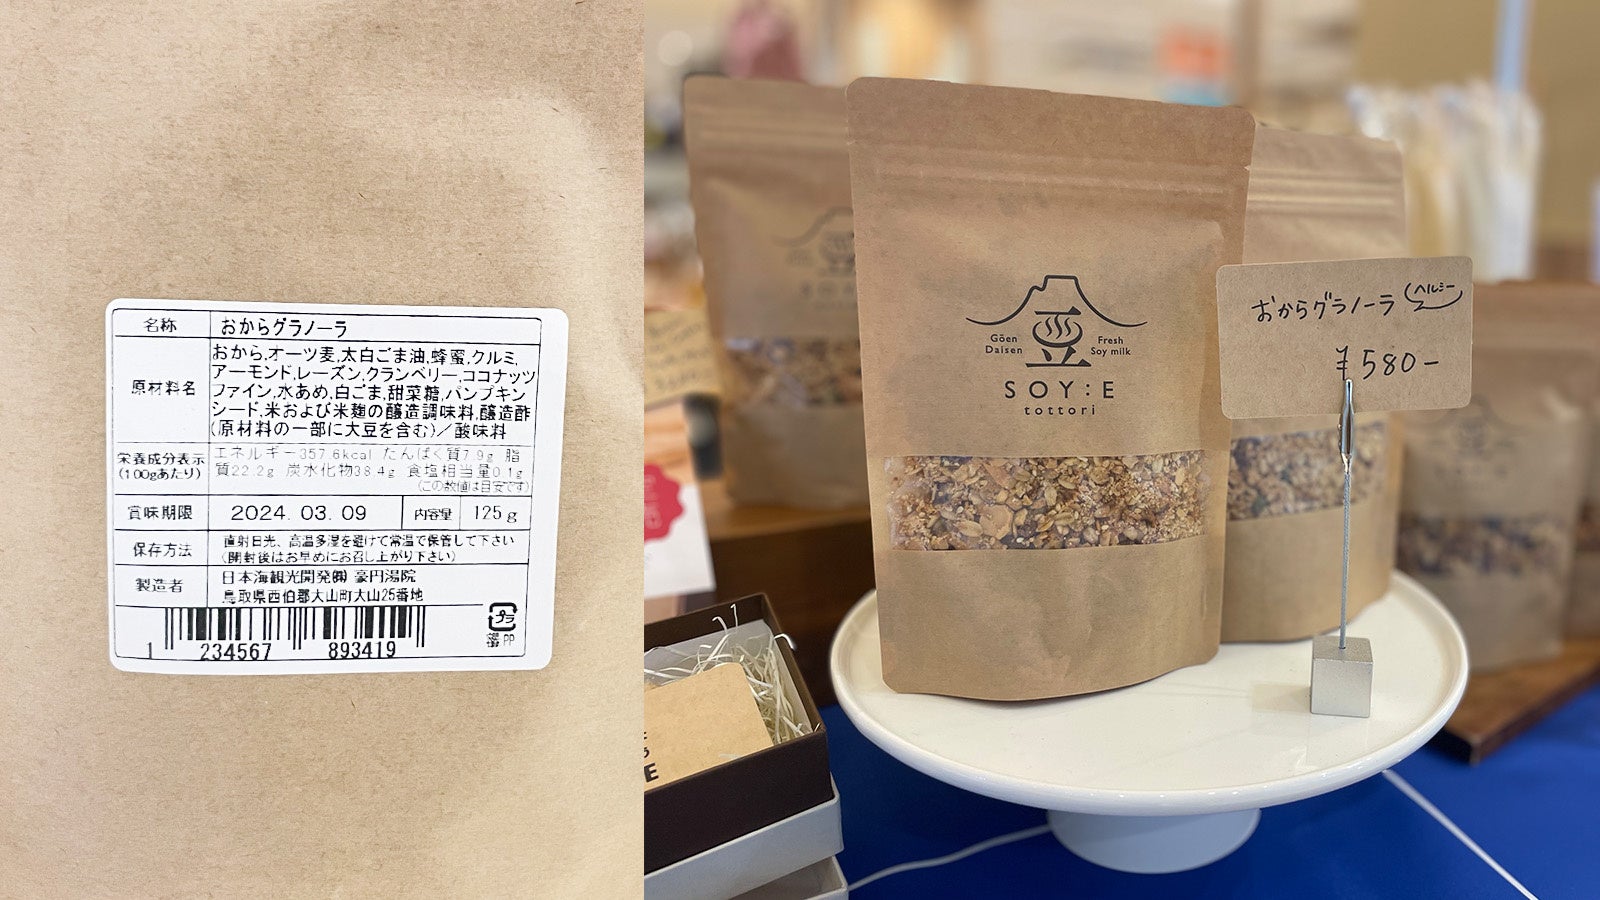 名称 おからグラノーラ
原材料名
おから,オーツ麦,太白ごま油,蜂蜜,クルミ,
アーモンド,レーズン,クランベリー,ココナッツ
ファイン,水あめ,白ごま,甜菜糖,パンプキン
シード,米および米麹の醸造調味料,醸造酢
(原材料の一部に大豆を含む)／酸味料
栄養成分表示
(100gあたり)
エネルギー357.6kcal たんぱく質7.9g 脂
質22.2g 炭水化物38.4g 食塩相当量0.1g
(この数値は目安です)
賞味期限 2024.03.09 内容量 125g
保存方法
直射日光、高温多湿を避けて常温で保管して下さい
(開封後はお早めにお召し上がり下さい)
製造者
日本海観光開発㈱ 豪円湯院
鳥取県西伯郡大山町大山25番地
1 234567 893419
プラ
PP
豆
Gōen
Daisen
Fresh
Soy milk
SOY:E
tottori
おからグラノーラ ヘルシー
¥580-